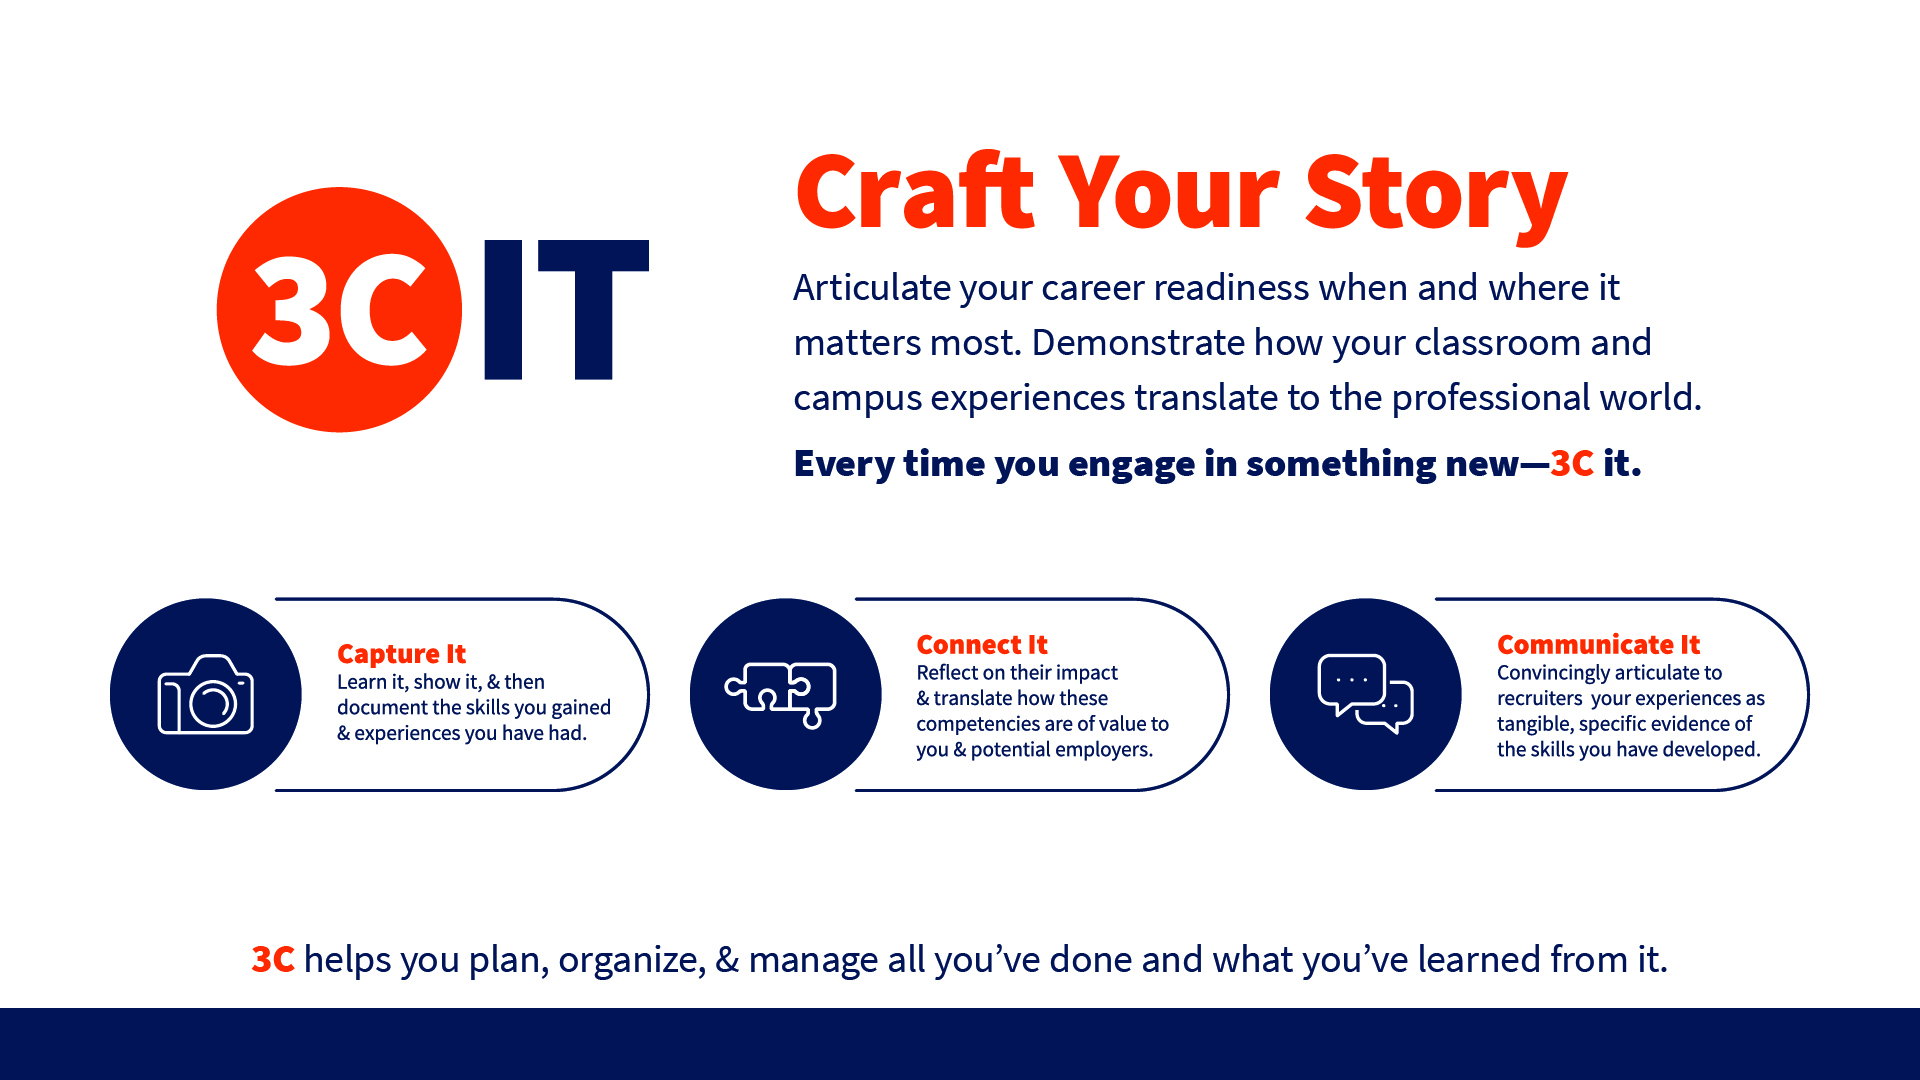 3C IT
Craft Your Story
Articulate your career readiness when and where it
matters most. Demonstrate how your classroom and
campus experiences translate to the professional world.
Every time you engage in something new—3C it.
Capture It
Learn it, show it, & then
document the skills you gained
& experiences you have had.
Connect It
Reflect on their impact
& translate how these
competencies are of value to
you & potential employers.
Communicate It
Convincingly articulate to
recruiters your experiences as
tangible, specific evidence of
the skills you have developed.
3C helps you plan, organize, & manage all you’ve done and what you’ve learned from it.